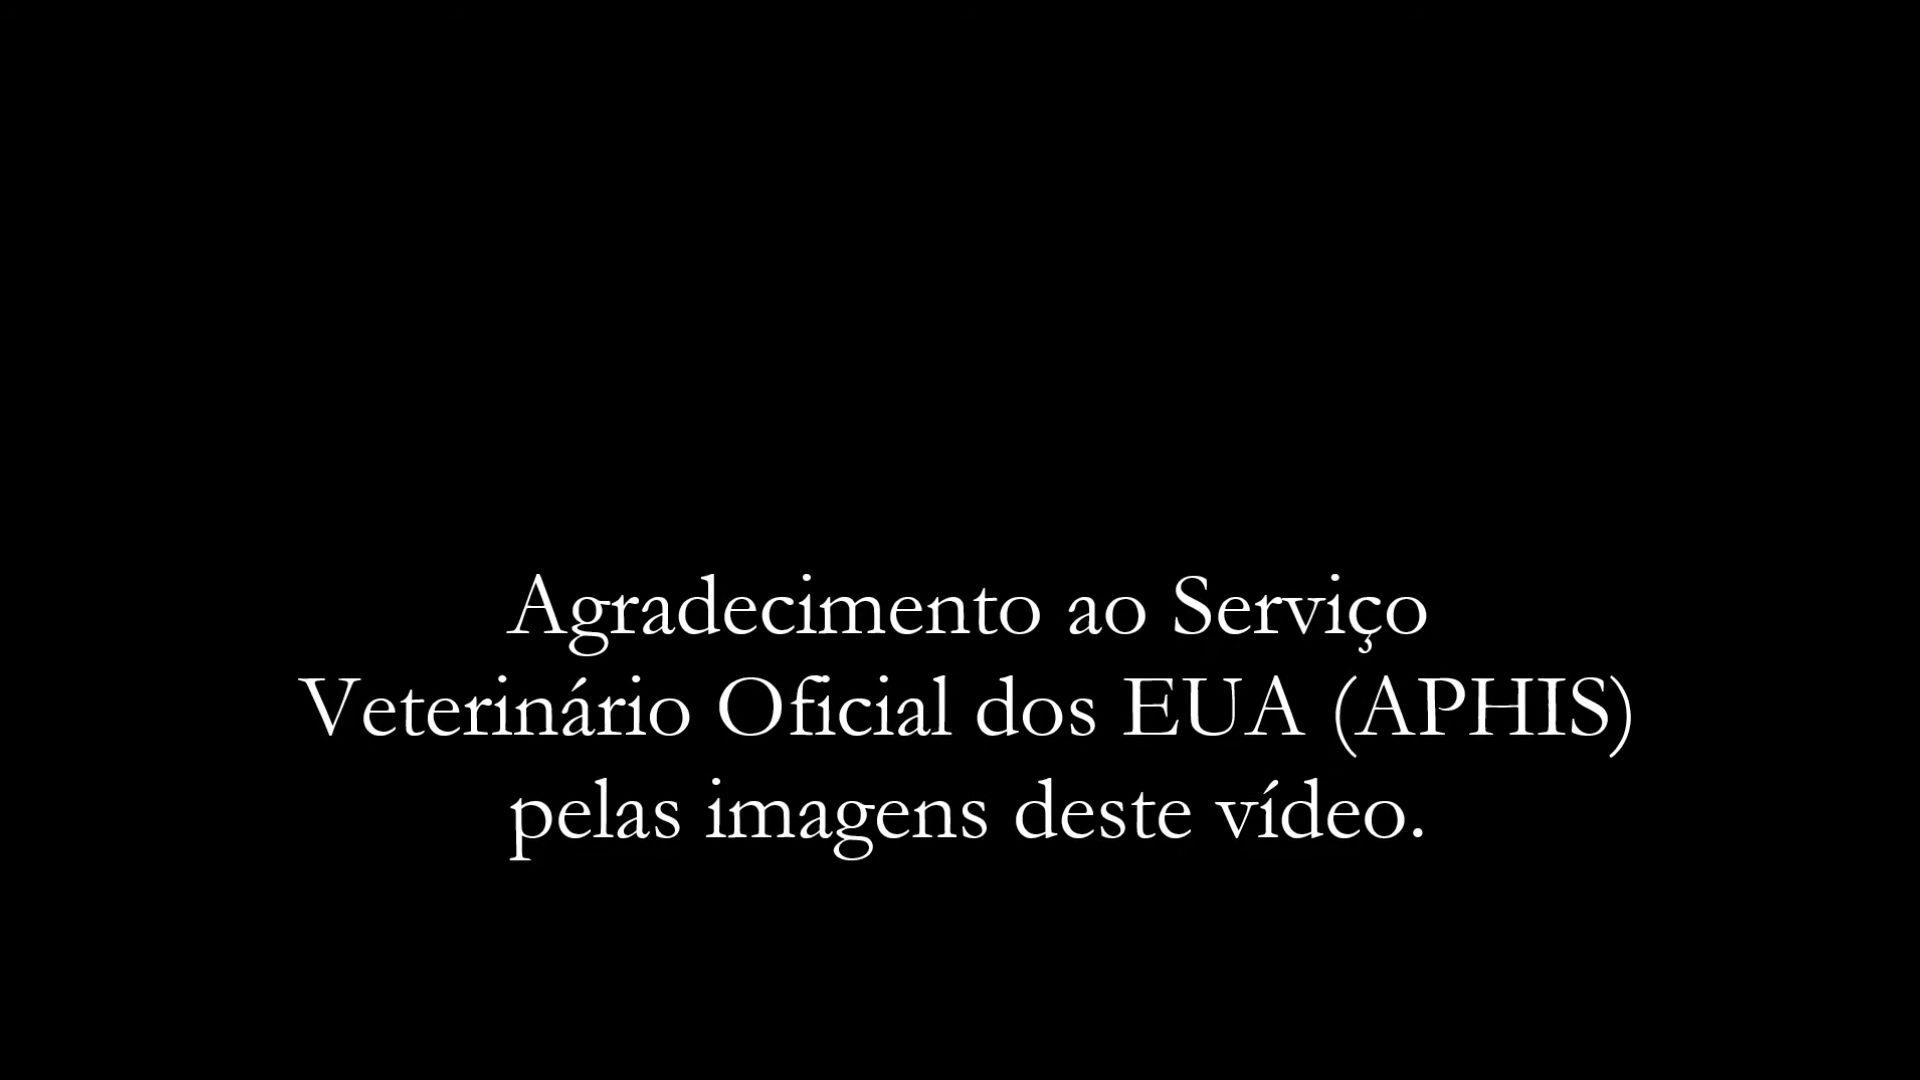 Agradecimento ao Serviço
Veterinário Oficial dos EUA (APHIS)
pelas imagens deste vídeo.